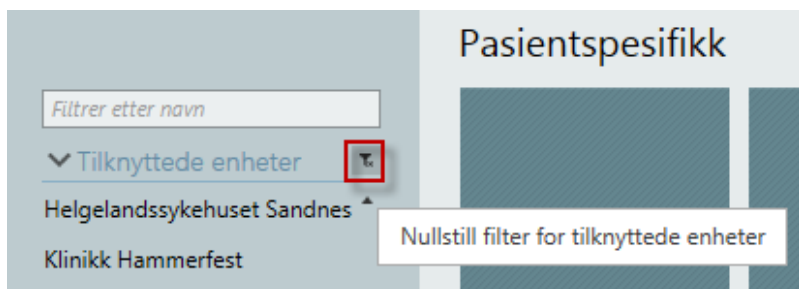 Pasientspesifikk
Filtrer etter navn
Tilknyttede enheter
Helgelandssykehuset Sandnes
Nullstill filter for tilknyttede enheter
Klinikk Hammerfest